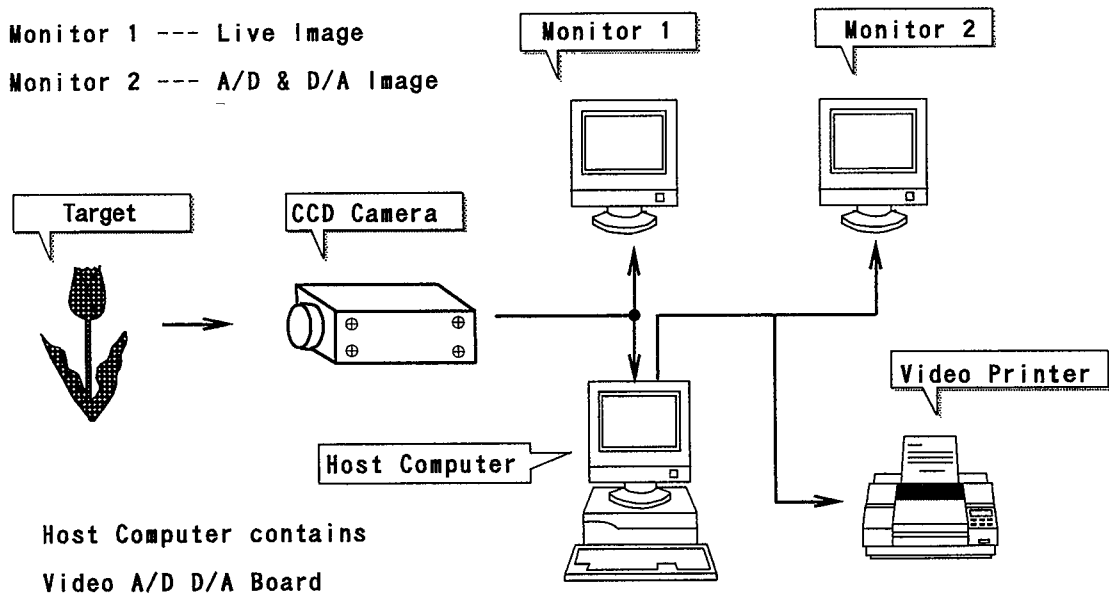 Monitor 1 --- Live Image
Monitor 2 --- A/D & D/A Image
Monitor 1
Monitor 2
Target
CCD Camera
Video Printer
Host Computer
Host Computer contains
Video A/D D/A Board